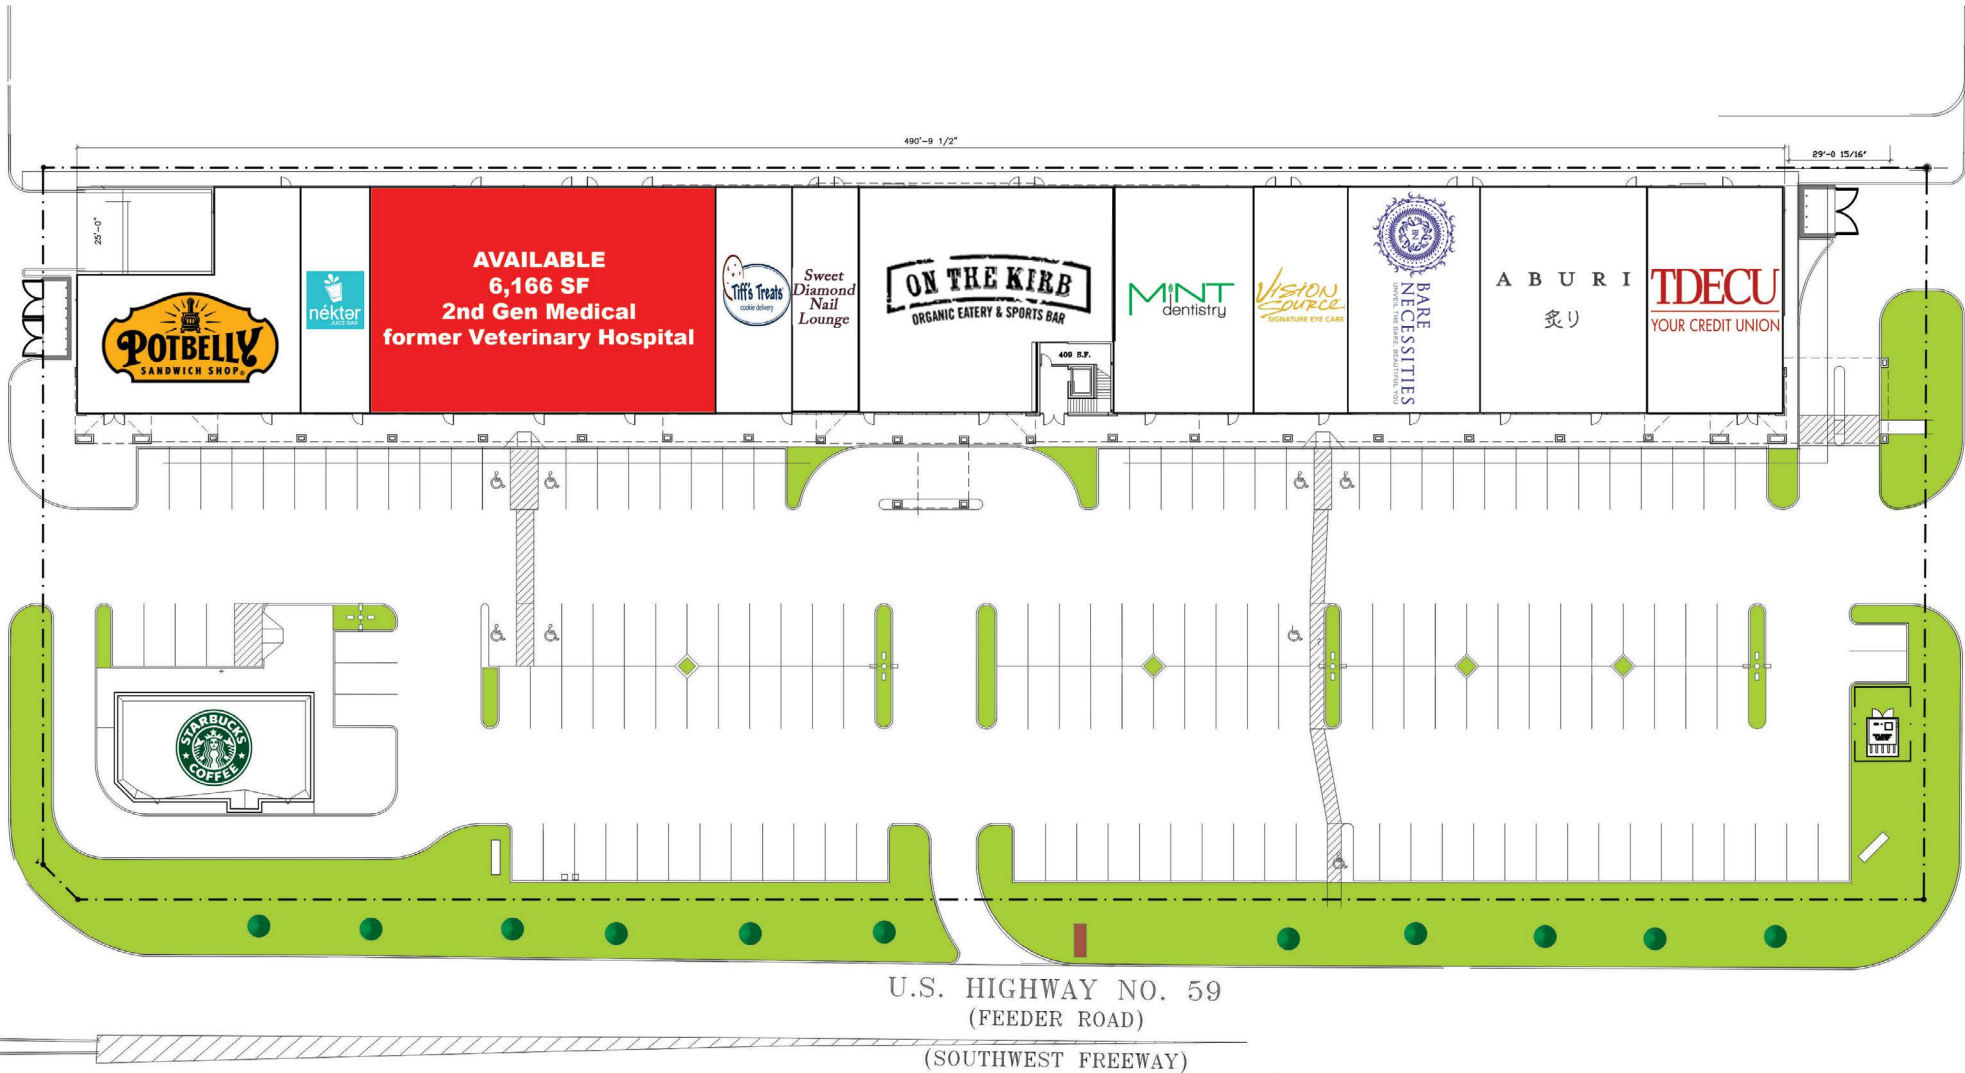 490'-9 1/2"
29'-0 15/16"
25'-0"
POTBELLY
SANDWICH SHOP®
nékter
JUICE BAR
AVAILABLE
6,166 SF
2nd Gen Medical
former Veterinary Hospital
Tiff's Treats
cookie delivery
Sweet
Diamond
Nail
Lounge
ON THE KIRB
ORGANIC EATERY & SPORTS BAR
409 S.F.
MiNT
dentistry
VISION
SOURCE
SIGNATURE EYE CARE
BARE
NECESSITIES
UNVEIL THE BARE, BEAUTIFUL YOU
ABURI
炙り
TDECU
YOUR CREDIT UNION
STARBUCKS
COFFEE
U.S. HIGHWAY NO. 59
(FEEDER ROAD)
(SOUTHWEST FREEWAY)